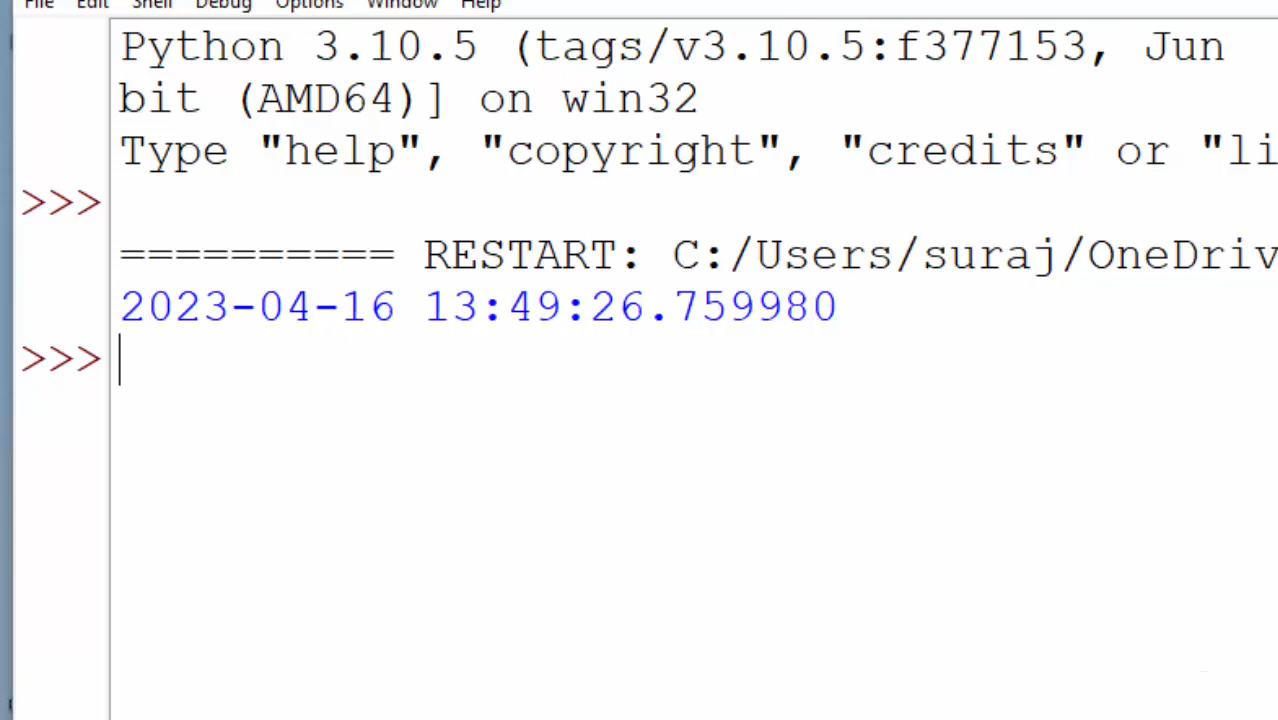 File Edit Shell Debug Options Window Help
Python 3.10.5 (tags/v3.10.5:f377153, Jun
bit (AMD64)] on win32
Type "help", "copyright", "credits" or "li
>>>
========== RESTART: C:/Users/suraj/OneDriv
2023-04-16 13:49:26.759980
>>>